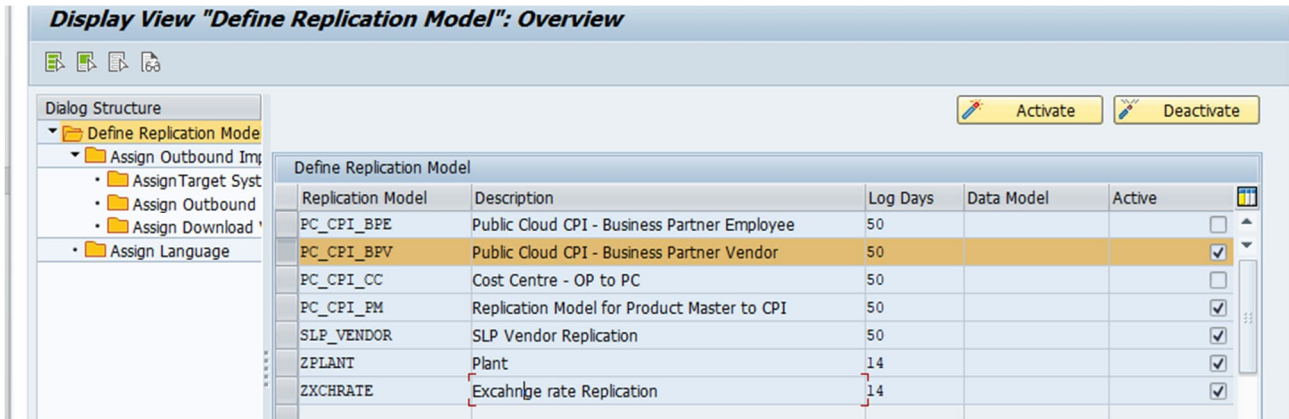 Display View "Define Replication Model": Overview
Dialog Structure
Define Replication Mode
Assign Outbound Imp
AssignTarget Syst
Assign Outbound
Assign Download
Assign Language
Activate Deactivate
Define Replication Model
Replication Model Description Log Days Data Model Active
PC_CPI_BPE Public Cloud CPI - Business Partner Employee 50
PC_CPI_BPV Public Cloud CPI - Business Partner Vendor 50
PC_CPI_CC Cost Centre - OP to PC 50
PC_CPI_PM Replication Model for Product Master to CPI 50
SLP_VENDOR SLP Vendor Replication 50
ZPLANT Plant 14
ZXCHRATE Excahnge rate Replication 14